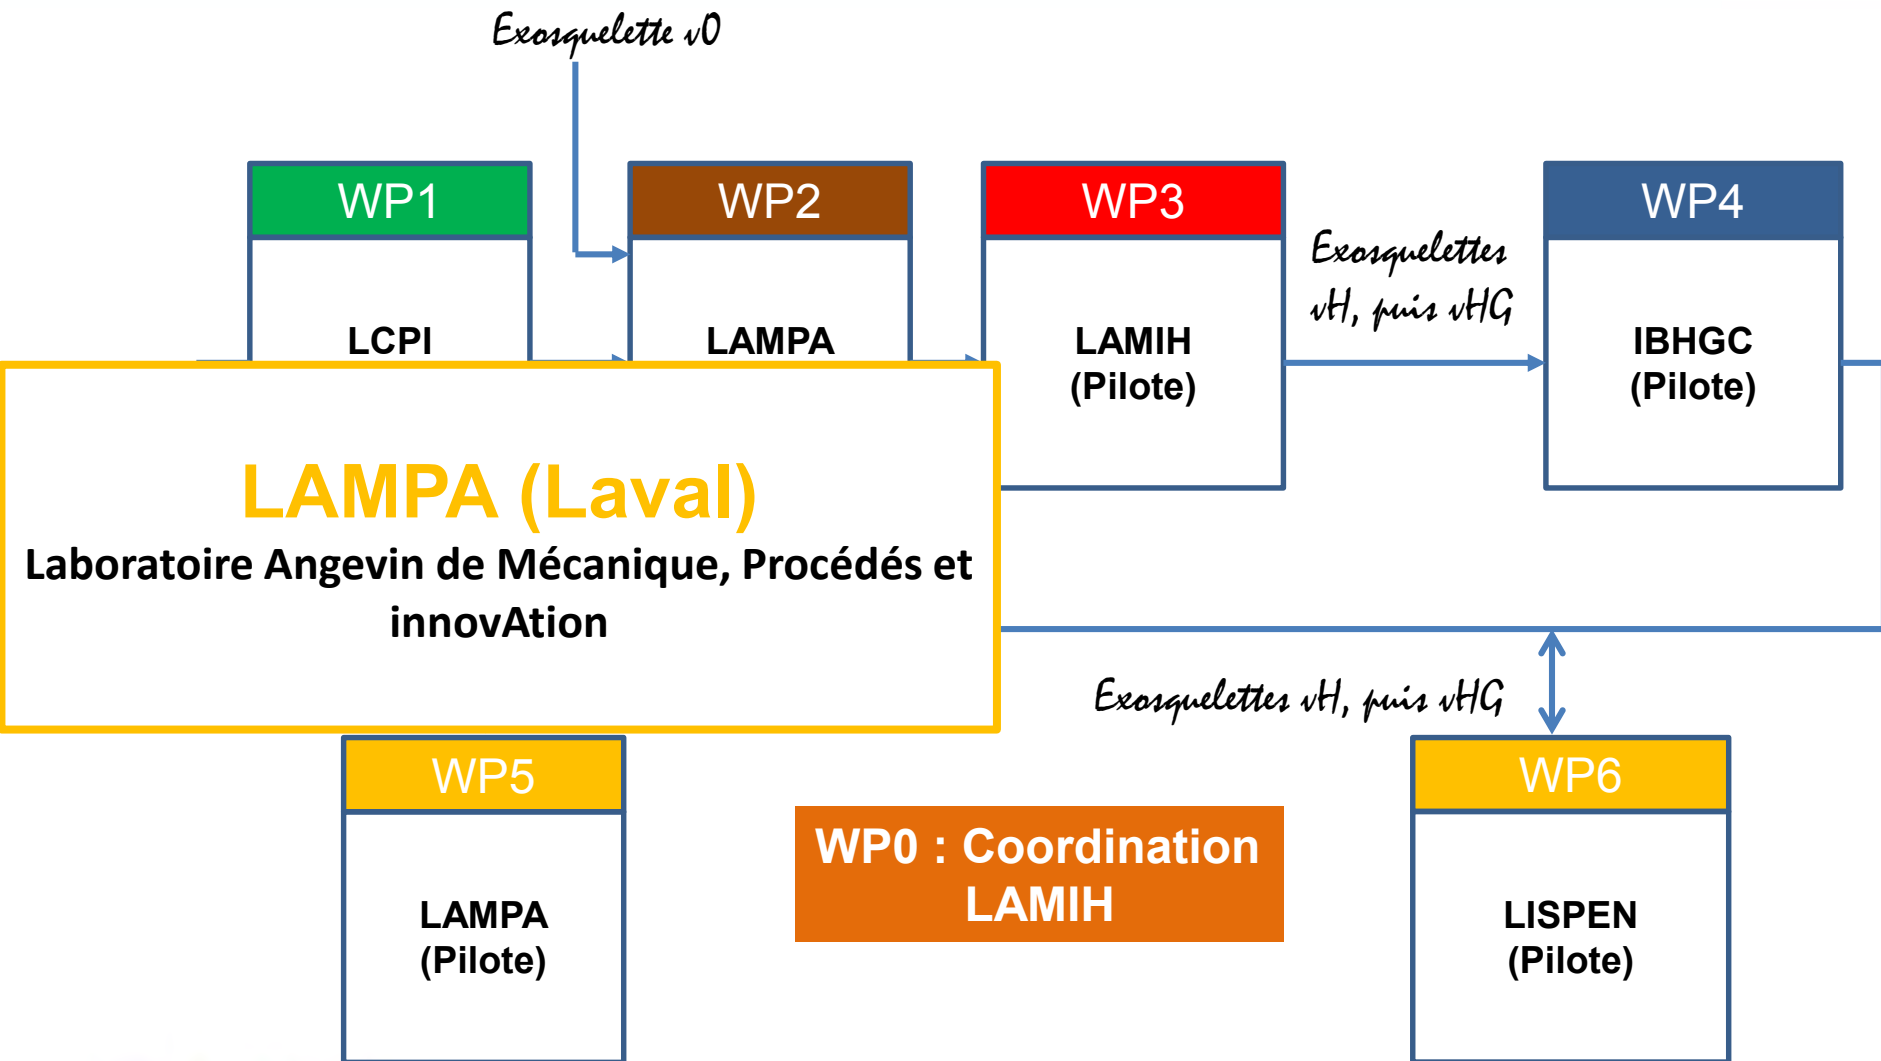 Exosquelette v0
WP1
WP2
WP3
WP4
Exosquelettes
vH, puis vHG
LCPI
LAMPA
LAMIH
(Pilote)
IBHGC
(Pilote)
LAMPA (Laval)
Laboratoire Angevin de Mécanique, Procédés et
innovAtion
Exosquelettes vH, puis vHG
WP5
WP6
WP0 : Coordination
LAMIH
LAMPA
(Pilote)
LISPEN
(Pilote)